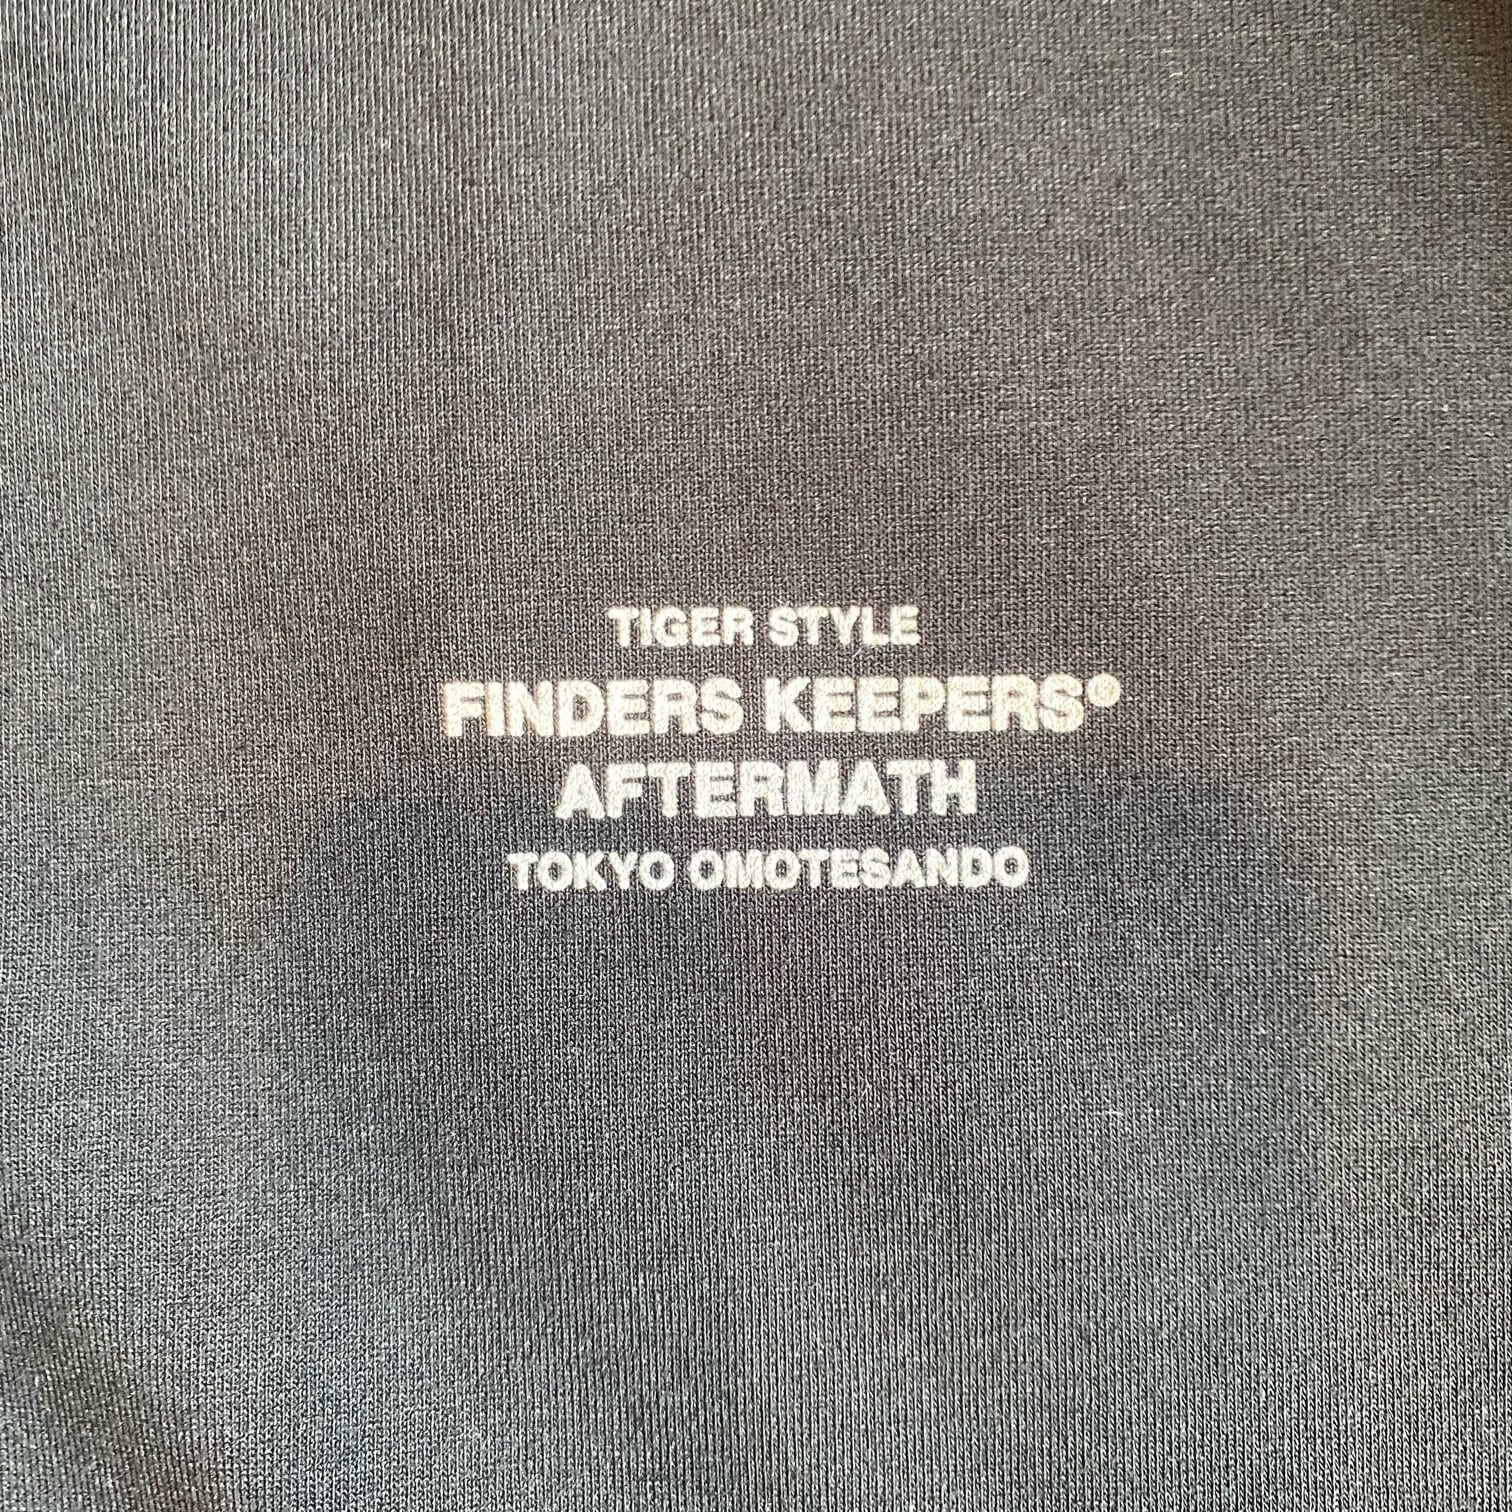 TIGER STYLE
FINDERS KEEPERS®
AFTERMATH
TOKYO OMOTESANDO